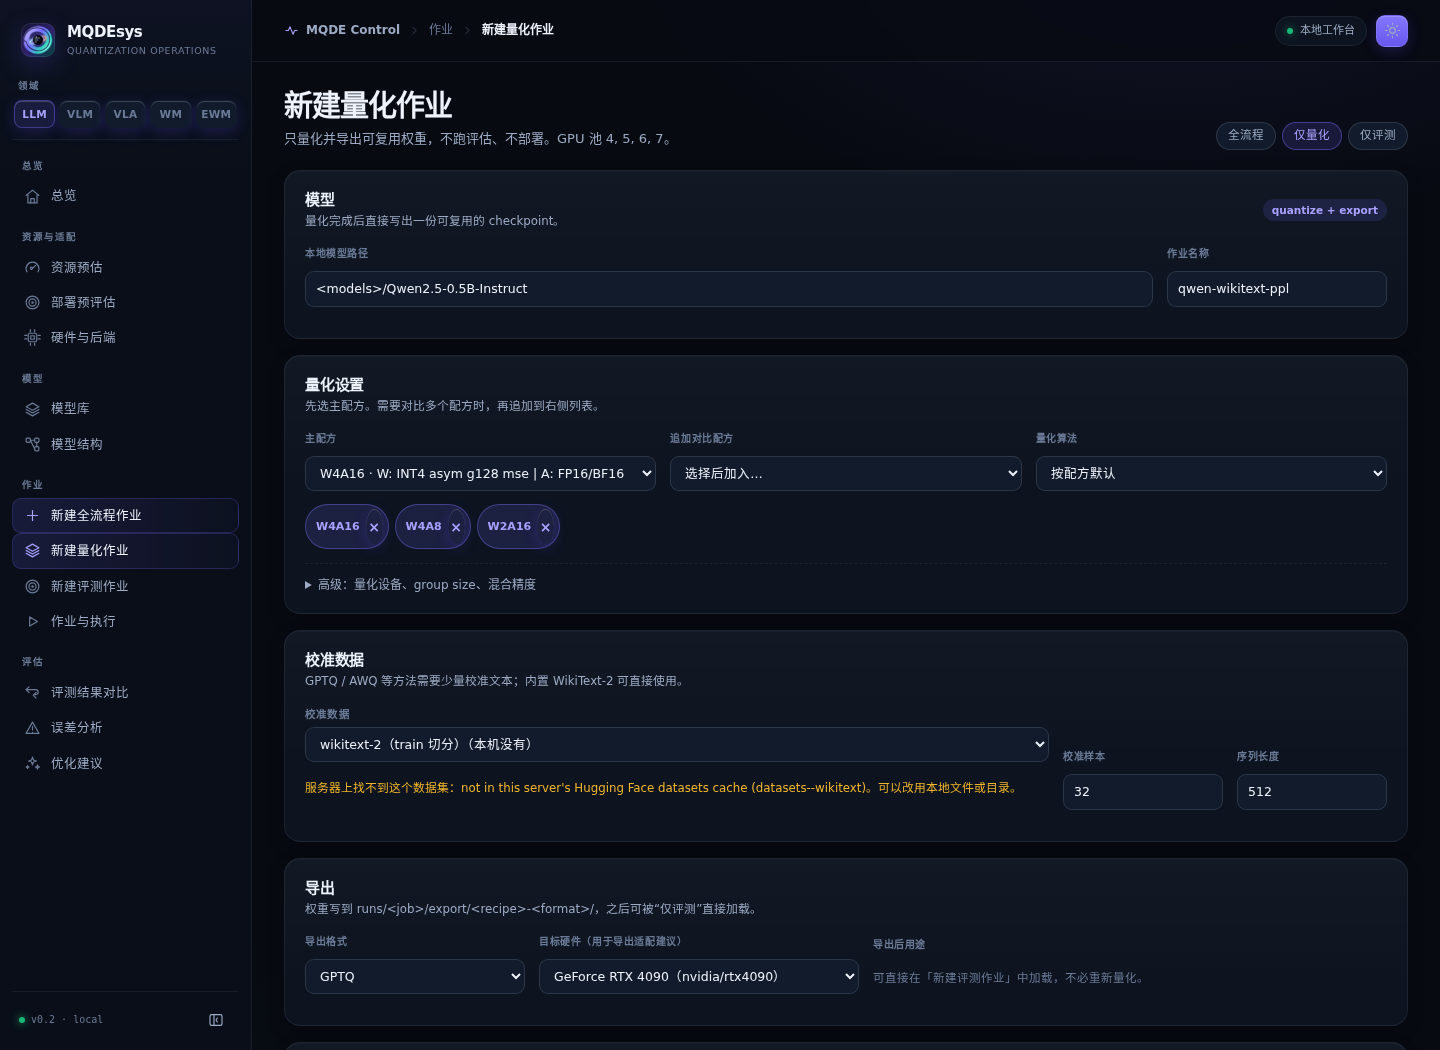 MQDEsys
QUANTIZATION OPERATIONS
领域
LLM VLM VLA WM EWM
总览
总览
资源与适配
资源预估
部署预评估
硬件与后端
模型
模型库
模型结构
作业
新建全流程作业
新建量化作业
新建评测作业
作业与执行
评估
评测结果对比
误差分析
优化建议
v0.2 · local
MQDE Control › 作业 › 新建量化作业
本地工作台
新建量化作业
只量化并导出可复用权重，不跑评估、不部署。GPU 池 4, 5, 6, 7。
全流程 仅量化 仅评测
模型
量化完成后直接写出一份可复用的 checkpoint。
quantize + export
本地模型路径 作业名称
<models>/Qwen2.5-0.5B-Instruct qwen-wikitext-ppl
量化设置
先选主配方。需要对比多个配方时，再追加到右侧列表。
主配方 追加对比配方 量化算法
W4A16 · W: INT4 asym g128 mse | A: FP16/BF16 选择后加入… 按配方默认
W4A16 × W4A8 × W2A16 ×
▶ 高级：量化设备、group size、混合精度
校准数据
GPTQ / AWQ 等方法需要少量校准文本；内置 WikiText-2 可直接使用。
校准数据
wikitext-2（train 切分）（本机没有）
校准样本 序列长度
服务器上找不到这个数据集：not in this server's Hugging Face datasets cache (datasets--wikitext)。可以改用本地文件或目录。
32 512
导出
权重写到 runs/<job>/export/<recipe>-<format>/，之后可被“仅评测”直接加载。
导出格式 目标硬件（用于导出适配建议） 导出后用途
GPTQ GeForce RTX 4090（nvidia/rtx4090） 可直接在「新建评测作业」中加载，不必重新量化。